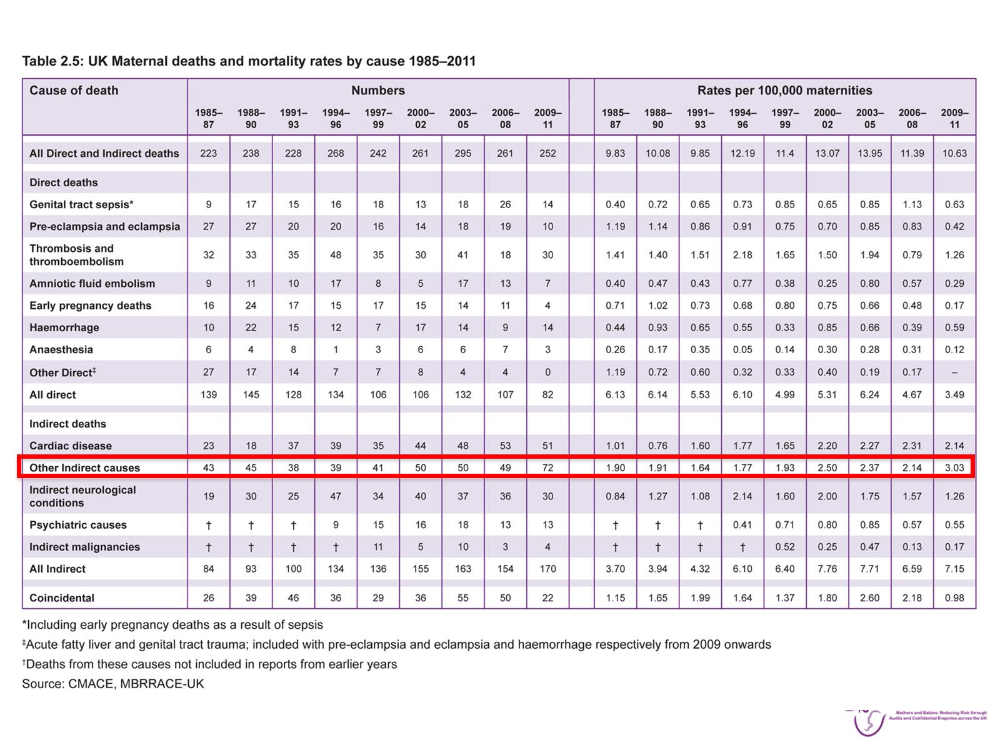 Table 2.5: UK Maternal deaths and mortality rates by cause 1985–2011
Cause of death Numbers Rates per 100,000 maternities
1985–87 1988–90 1991–93 1994–96 1997–99 2000–02 2003–05 2006–08 2009–11 1985–87 1988–90 1991–93 1994–96 1997–99 2000–02 2003–05 2006–08 2009–11
All Direct and Indirect deaths 223 238 228 268 242 261 295 261 252 9.83 10.08 9.85 12.19 11.4 13.07 13.95 11.39 10.63
Direct deaths
Genital tract sepsis* 9 17 15 16 18 13 18 26 14 0.40 0.72 0.65 0.73 0.85 0.65 0.85 1.13 0.63
Pre-eclampsia and eclampsia 27 27 20 20 16 14 18 19 10 1.19 1.14 0.86 0.91 0.75 0.70 0.85 0.83 0.42
Thrombosis and
thromboembolism 32 33 35 48 35 30 41 18 30 1.41 1.40 1.51 2.18 1.65 1.50 1.94 0.79 1.26
Amniotic fluid embolism 9 11 10 17 8 5 17 13 7 0.40 0.47 0.43 0.77 0.38 0.25 0.80 0.57 0.29
Early pregnancy deaths 16 24 17 15 17 15 14 11 4 0.71 1.02 0.73 0.68 0.80 0.75 0.66 0.48 0.17
Haemorrhage 10 22 15 12 7 17 14 9 14 0.44 0.93 0.65 0.55 0.33 0.85 0.66 0.39 0.59
Anaesthesia 6 4 8 1 3 6 6 7 3 0.26 0.17 0.35 0.05 0.14 0.30 0.28 0.31 0.12
Other Direct‡ 27 17 14 7 7 8 4 4 0 1.19 0.72 0.60 0.32 0.33 0.40 0.19 0.17 –
All direct 139 145 128 134 106 106 132 107 82 6.13 6.14 5.53 6.10 4.99 5.31 6.24 4.67 3.49
Indirect deaths
Cardiac disease 23 18 37 39 35 44 48 53 51 1.01 0.76 1.60 1.77 1.65 2.20 2.27 2.31 2.14
Other Indirect causes 43 45 38 39 41 50 50 49 72 1.90 1.91 1.64 1.77 1.93 2.50 2.37 2.14 3.03
Indirect neurological
conditions 19 30 25 47 34 40 37 36 30 0.84 1.27 1.08 2.14 1.60 2.00 1.75 1.57 1.26
Psychiatric causes † † † 9 15 16 18 13 13 † † † 0.41 0.71 0.80 0.85 0.57 0.55
Indirect malignancies † † † † 11 5 10 3 4 † † † † 0.52 0.25 0.47 0.13 0.17
All Indirect 84 93 100 134 136 155 163 154 170 3.70 3.94 4.32 6.10 6.40 7.76 7.71 6.59 7.15
Coincidental 26 39 46 36 29 36 55 50 22 1.15 1.65 1.99 1.64 1.37 1.80 2.60 2.18 0.98
*Including early pregnancy deaths as a result of sepsis
‡Acute fatty liver and genital tract trauma; included with pre-eclampsia and eclampsia and haemorrhage respectively from 2009 onwards
†Deaths from these causes not included in reports from earlier years
Source: CMACE, MBRRACE-UK
Mothers and Babies: Reducing Risk through
Audits and Confidential Enquiries across the UK